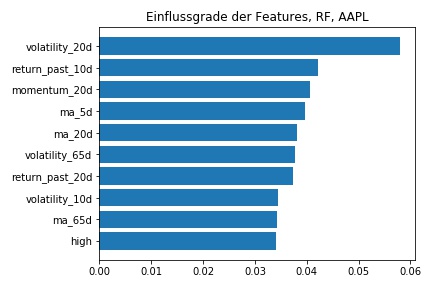 Einflussgrade der Features, RF, AAPL
volatility_20d
return_past_10d
momentum_20d
ma_5d
ma_20d
volatility_65d
return_past_20d
volatility_10d
ma_65d
high
0.00 0.01 0.02 0.03 0.04 0.05 0.06